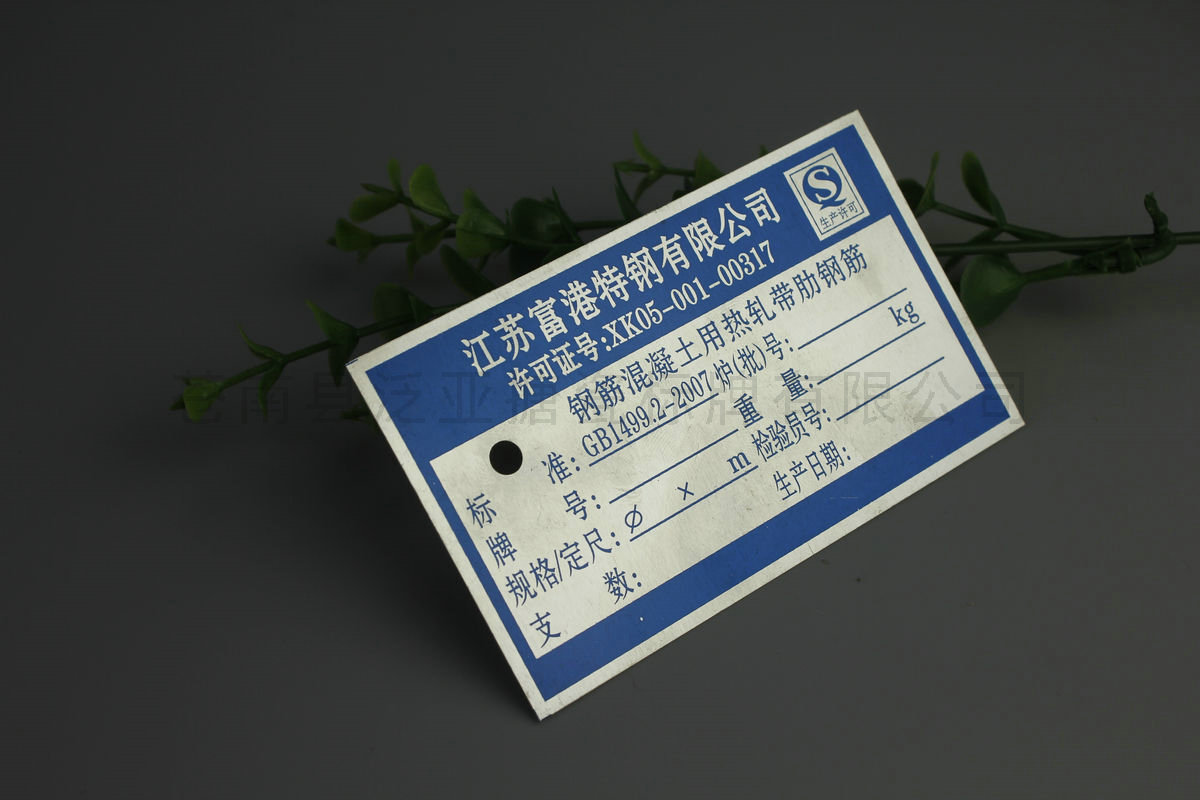 江苏富港特钢有限公司
许可证号:XK05-001-00317
S
生产许可
钢筋混凝土用热轧带肋钢筋
标 准: GB1499.2-2007 炉(批)号:
牌 号: 重 量: kg
规格/定尺: Ø × m 检验员号:
支 数: 生产日期: